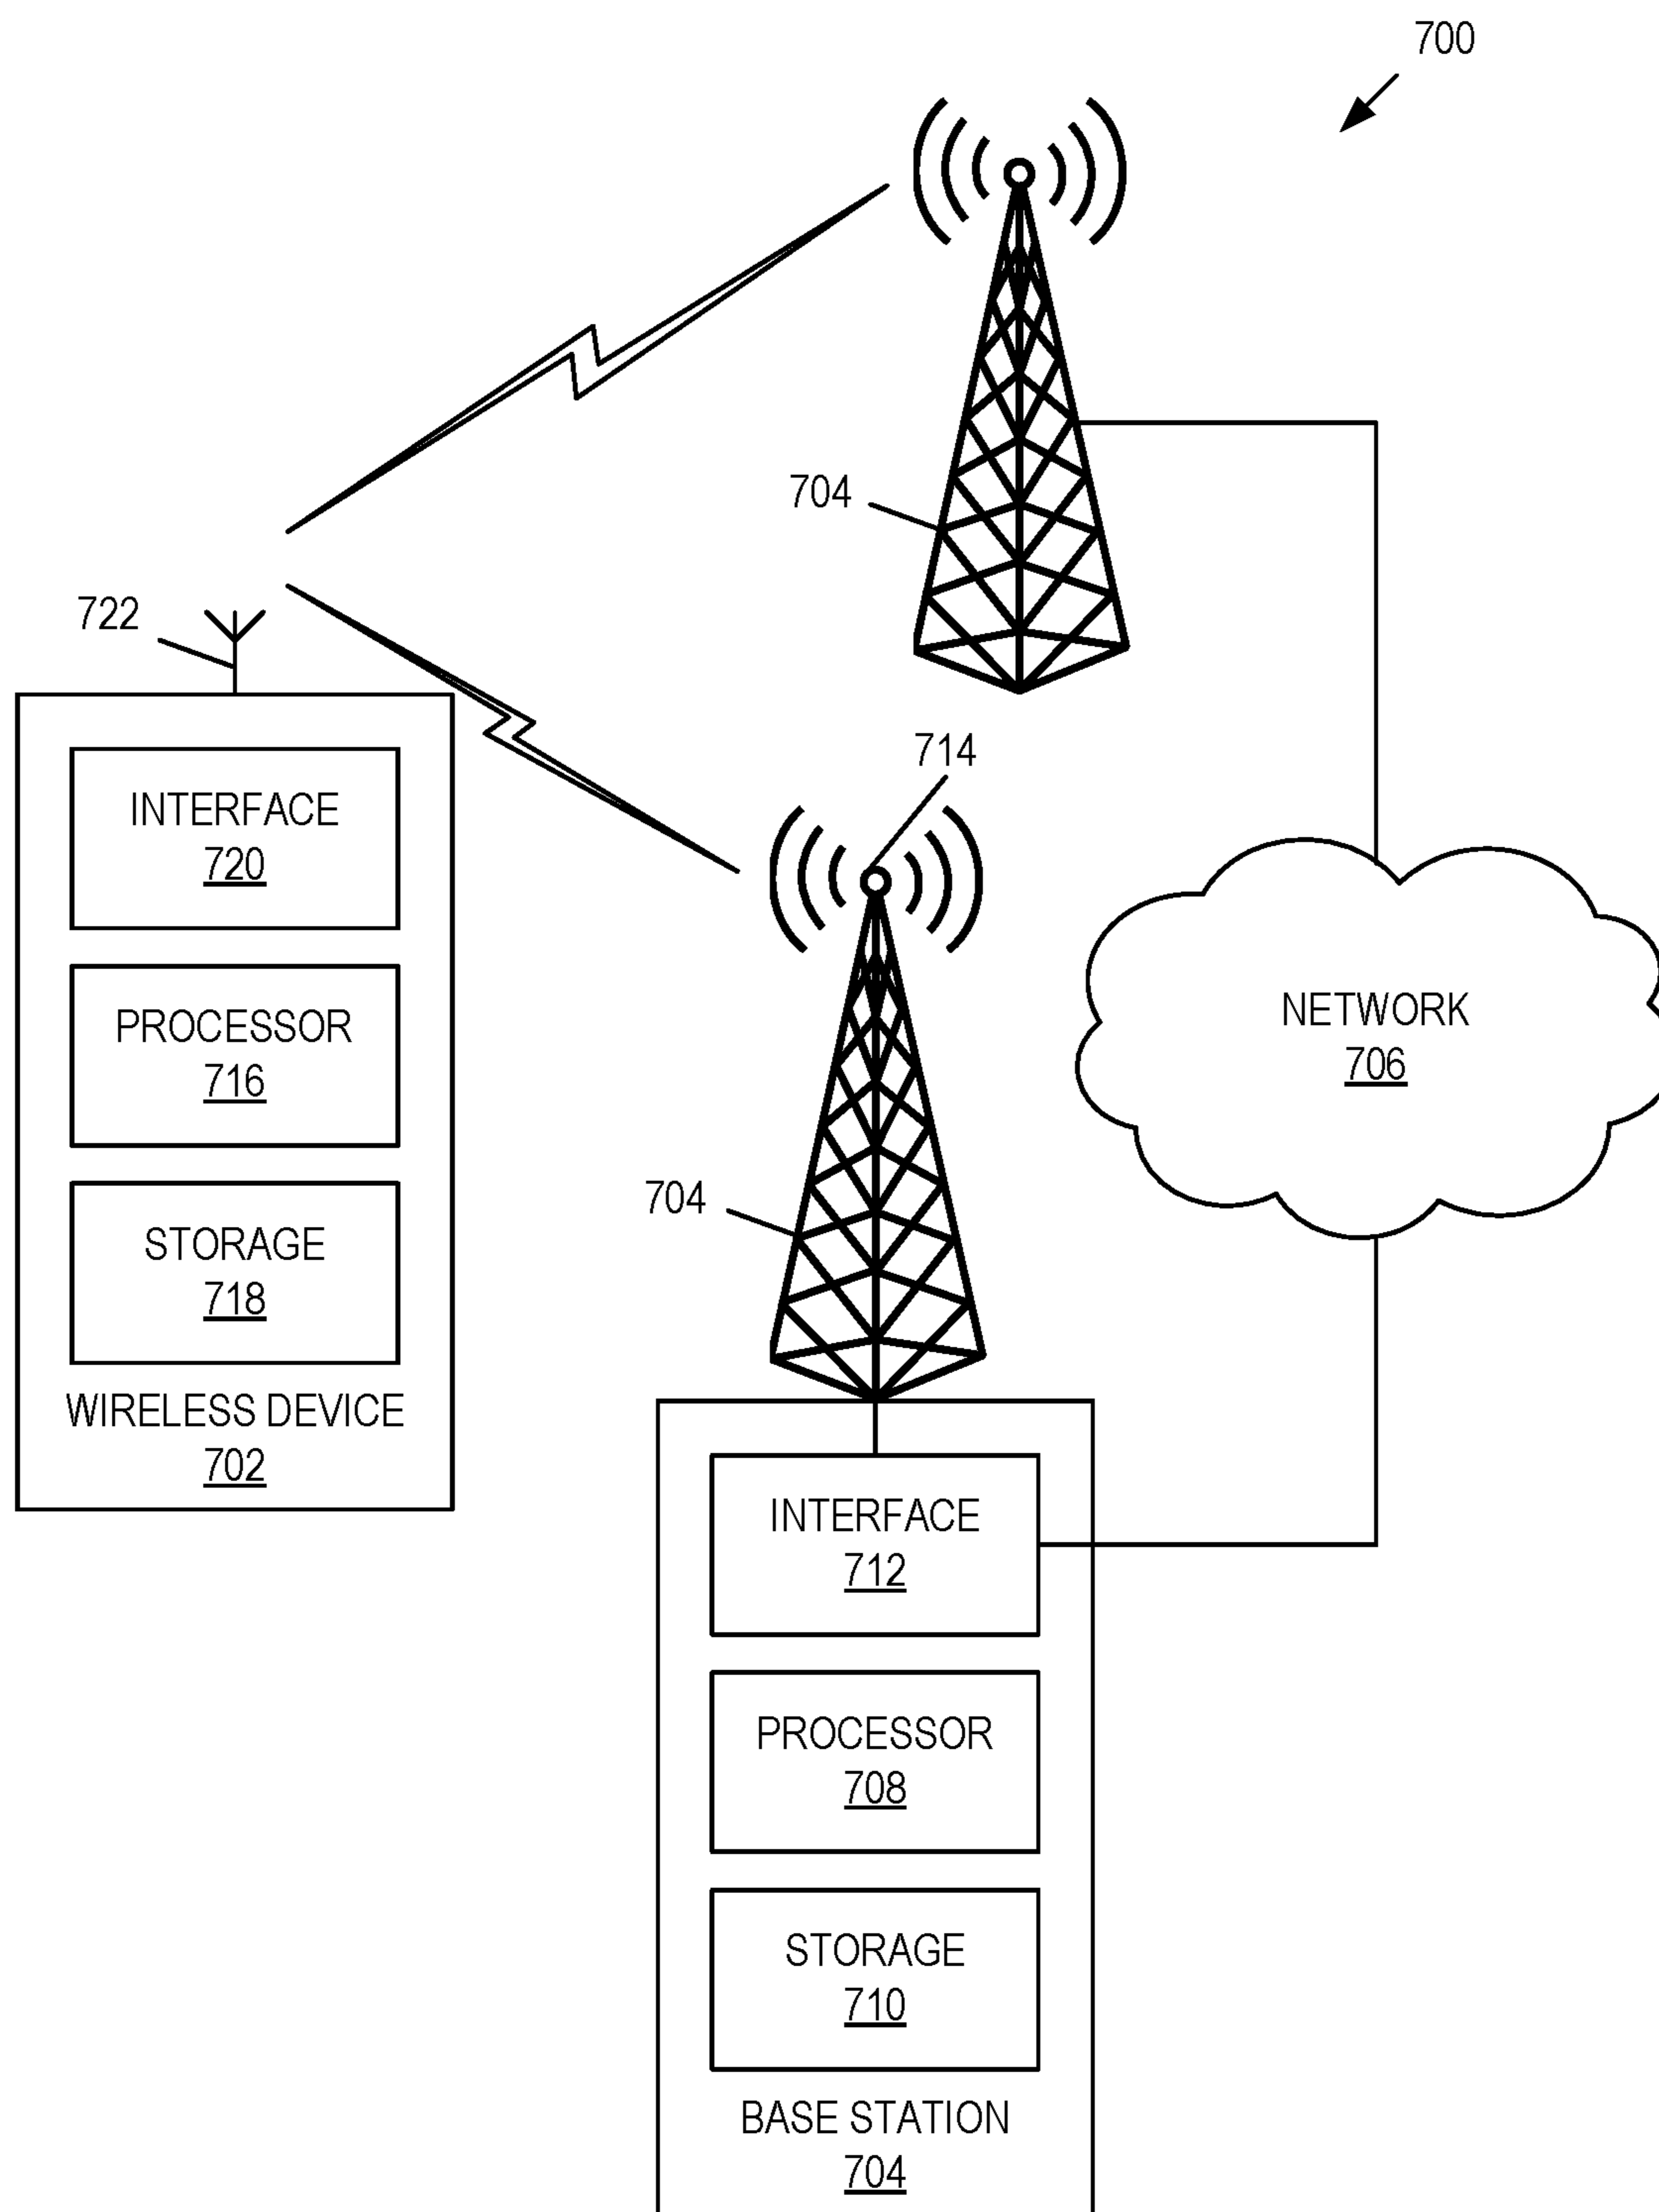 700
704
722
714
INTERFACE
720
PROCESSOR
716
STORAGE
718
WIRELESS DEVICE
702
NETWORK
706
704
INTERFACE
712
PROCESSOR
708
STORAGE
710
BASE STATION
704